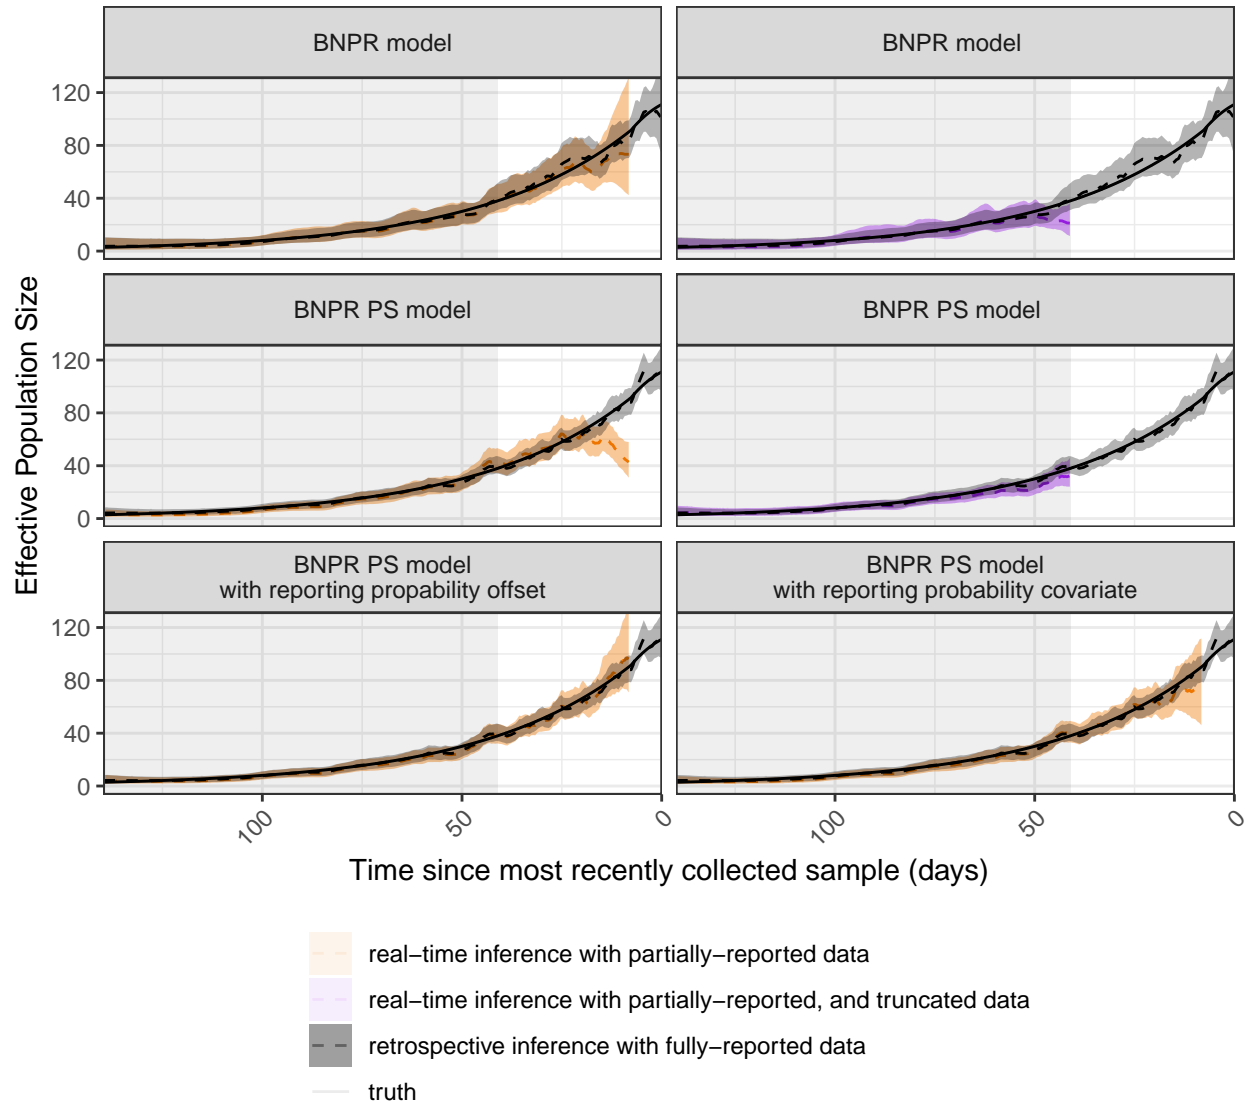 BNPR model
BNPR model
120
80
40
0
BNPR PS model
BNPR PS model
120
80
40
0
Effective Population Size
BNPR PS model
with reporting propability offset
BNPR PS model
with reporting probability covariate
120
80
40
0
100
50
0
100
50
0
Time since most recently collected sample (days)
real−time inference with partially−reported data
real−time inference with partially−reported, and truncated data
retrospective inference with fully−reported data
truth